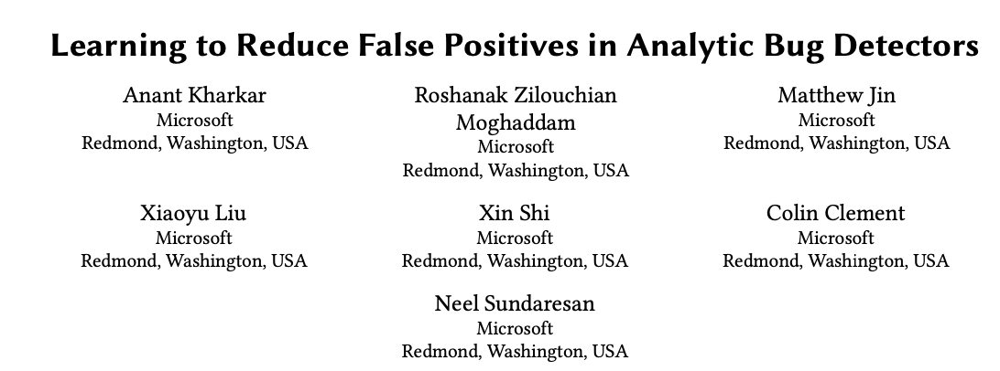 Learning to Reduce False Positives in Analytic Bug Detectors
Anant Kharkar
Microsoft
Redmond, Washington, USA
Roshanak Zilouchian
Moghaddam
Microsoft
Redmond, Washington, USA
Matthew Jin
Microsoft
Redmond, Washington, USA
Xiaoyu Liu
Microsoft
Redmond, Washington, USA
Xin Shi
Microsoft
Redmond, Washington, USA
Colin Clement
Microsoft
Redmond, Washington, USA
Neel Sundaresan
Microsoft
Redmond, Washington, USA